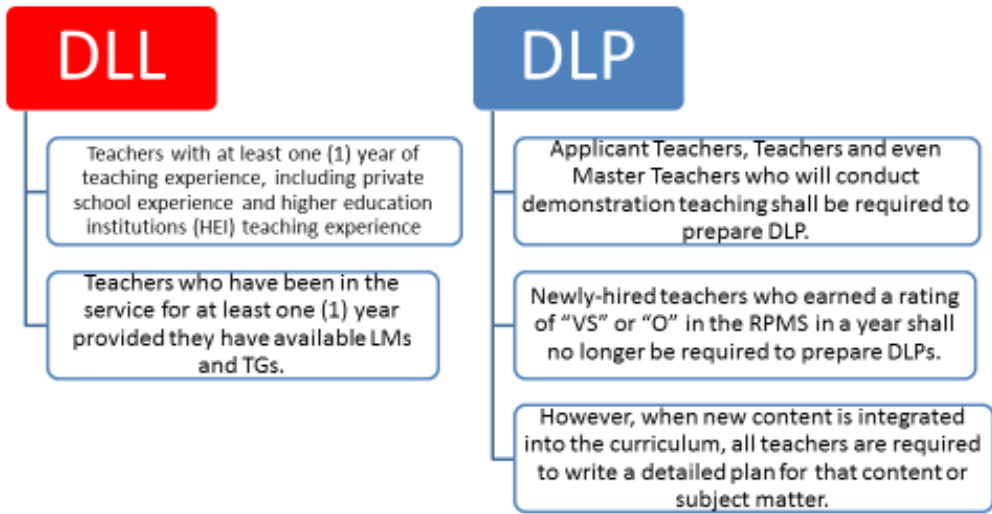 DLL
Teachers with at least one (1) year of
teaching experience, including private
school experience and higher education
institutions (HEI) teaching experience
Teachers who have been in the
service for at least one (1) year
provided they have available LMs
and TGs.
DLP
Applicant Teachers, Teachers and even
Master Teachers who will conduct
demonstration teaching shall be required to
prepare DLP.
Newly-hired teachers who earned a rating
of “VS” or “O” in the RPMS in a year shall
no longer be required to prepare DLPs.
However, when new content is integrated
into the curriculum, all teachers are required
to write a detailed plan for that content or
subject matter.